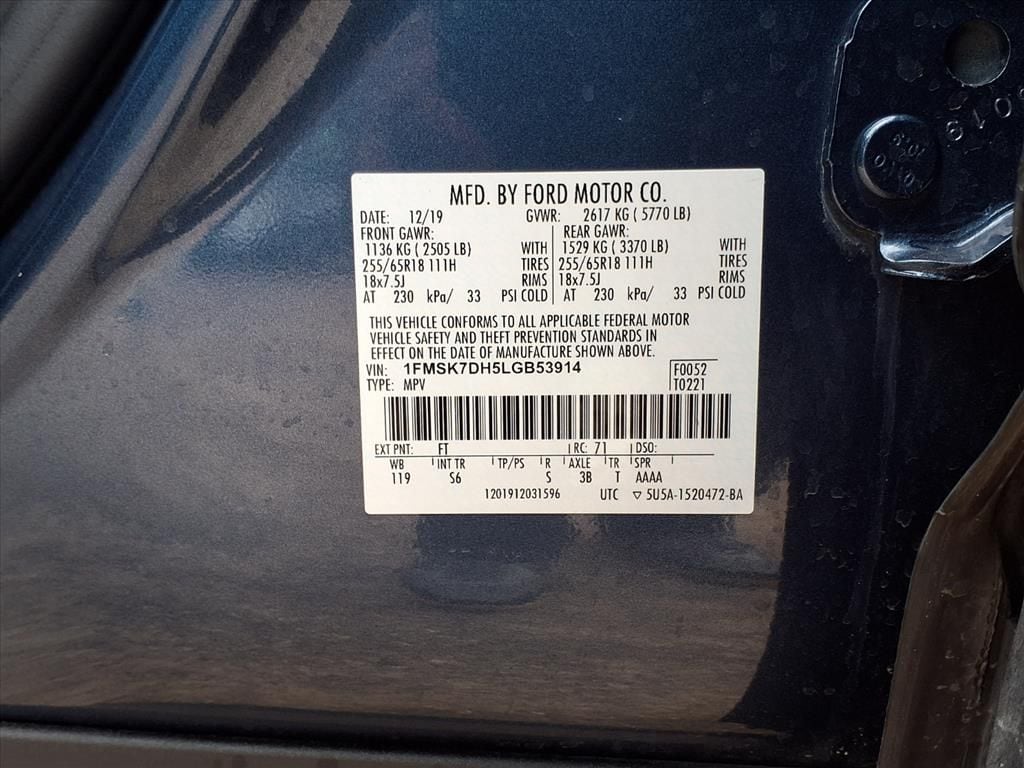 MFD. BY FORD MOTOR CO.
DATE: 12/19 GVWR: 2617 KG ( 5770 LB)
FRONT GAWR: REAR GAWR:
1136 KG ( 2505 LB) WITH 1529 KG ( 3370 LB) WITH
255/65R18 111H TIRES 255/65R18 111H TIRES
18x7.5J RIMS 18x7.5J RIMS
AT 230 kPa/ 33 PSI COLD AT 230 kPa/ 33 PSI COLD
THIS VEHICLE CONFORMS TO ALL APPLICABLE FEDERAL MOTOR
VEHICLE SAFETY AND THEFT PREVENTION STANDARDS IN
EFFECT ON THE DATE OF MANUFACTURE SHOWN ABOVE.
VIN: 1FMSK7DH5LGB53914 F0052
TYPE: MPV T0221
EXT PNT: FT RC: 71 DSO:
WB INT TR TP/PS R AXLE TR SPR
119 S6 S 3B T AAAA
1201912031596 UTC ▽ 5U5A-1520472-BA